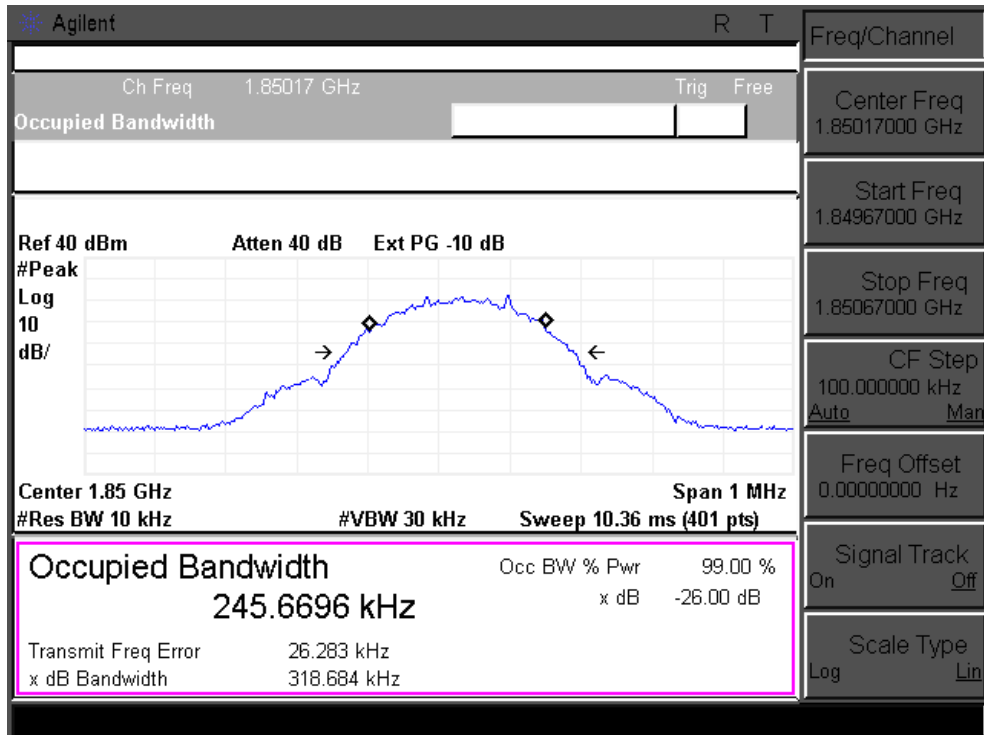 Agilent R T
Ch Freq 1.85017 GHz Trig Free
Occupied Bandwidth
Ref 40 dBm Atten 40 dB Ext PG -10 dB
#Peak
Log
10
dB/
Center 1.85 GHz Span 1 MHz
#Res BW 10 kHz #VBW 30 kHz Sweep 10.36 ms (401 pts)
Occupied Bandwidth
245.6696 kHz
Occ BW % Pwr 99.00 %
x dB -26.00 dB
Transmit Freq Error 26.283 kHz
x dB Bandwidth 318.684 kHz
Freq/Channel
Center Freq
1.85017000 GHz
Start Freq
1.84967000 GHz
Stop Freq
1.85067000 GHz
CF Step
100.000000 kHz
Auto Man
Freq Offset
0.00000000 Hz
Signal Track
On Off
Scale Type
Log Lin